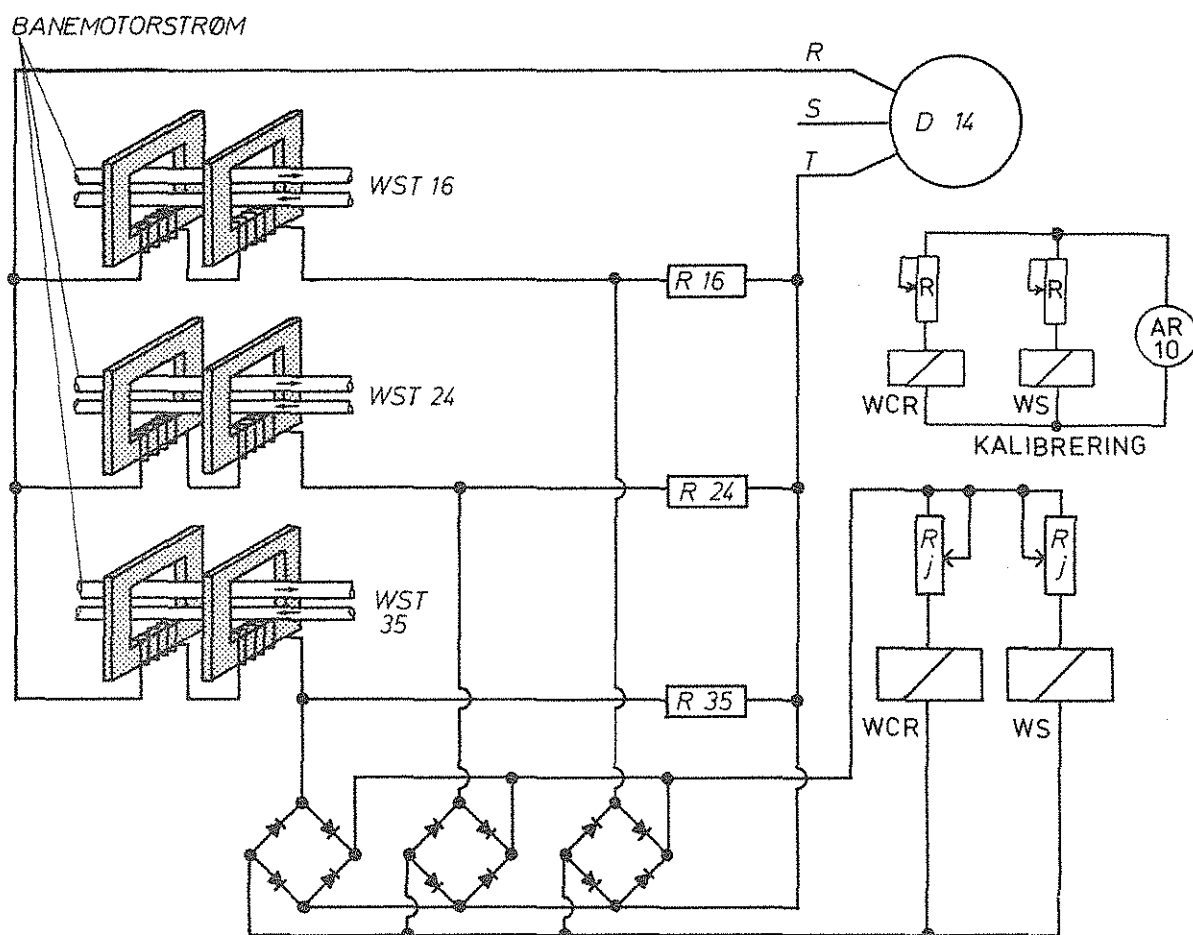 BANEMOTORSTRØM
R
S
D 14
T
WST 16
R 16
R
R
AR
10
WST 24
WCR
WS
KALIBRERING
R 24
R
j
R
j
WST
35
R 35
WCR
WS